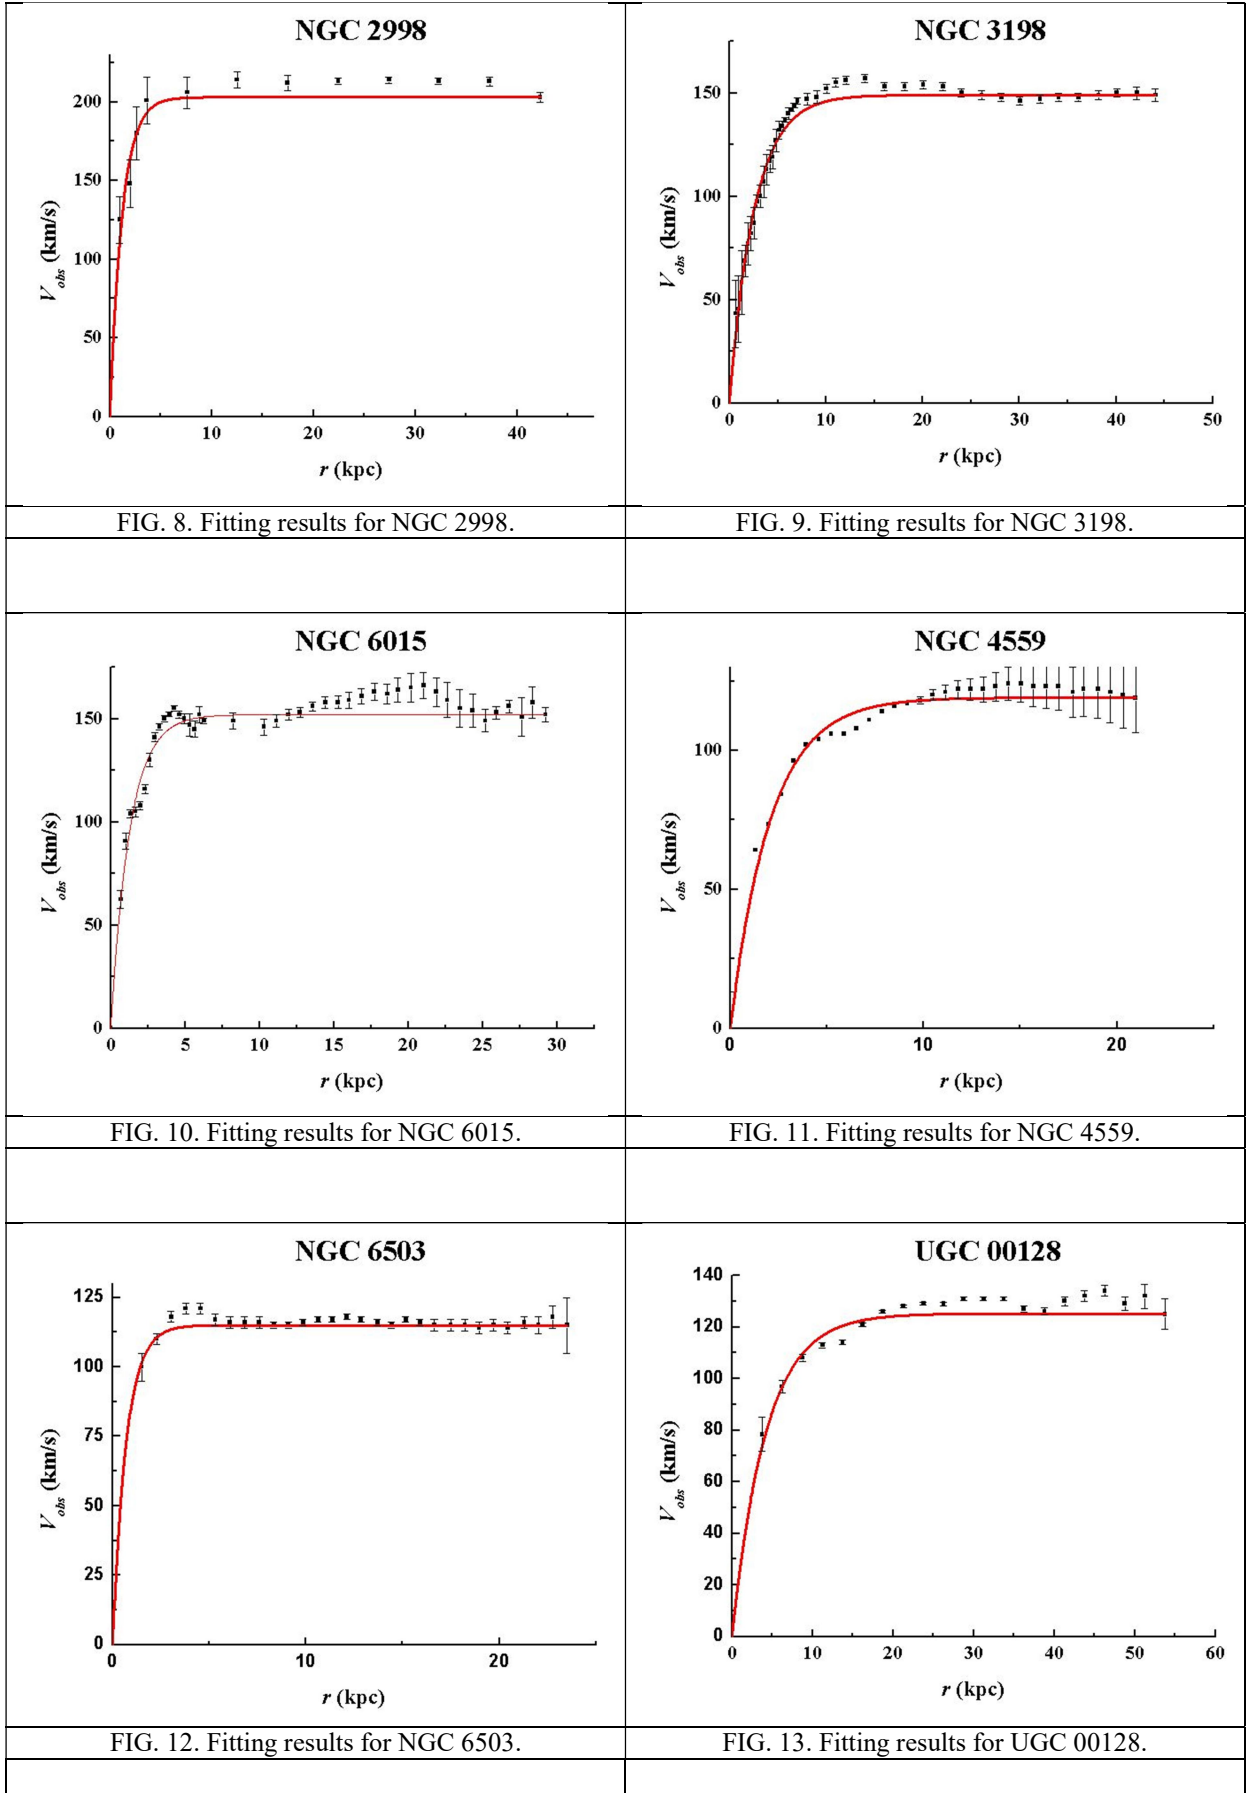 NGC 2998
200
150
100
50
0
0 10 20 30 40
V_obs (km/s)
r (kpc)
FIG. 8. Fitting results for NGC 2998.
NGC 3198
150
100
50
0
0 10 20 30 40 50
V_obs (km/s)
r (kpc)
FIG. 9. Fitting results for NGC 3198.
NGC 6015
150
100
50
0
0 5 10 15 20 25 30
V_obs (km/s)
r (kpc)
FIG. 10. Fitting results for NGC 6015.
NGC 4559
100
50
0
0 10 20
V_obs (km/s)
r (kpc)
FIG. 11. Fitting results for NGC 4559.
NGC 6503
125
100
75
50
25
0
0 10 20
V_obs (km/s)
r (kpc)
FIG. 12. Fitting results for NGC 6503.
UGC 00128
140
120
100
80
60
40
20
0
0 10 20 30 40 50 60
V_obs (km/s)
r (kpc)
FIG. 13. Fitting results for UGC 00128.